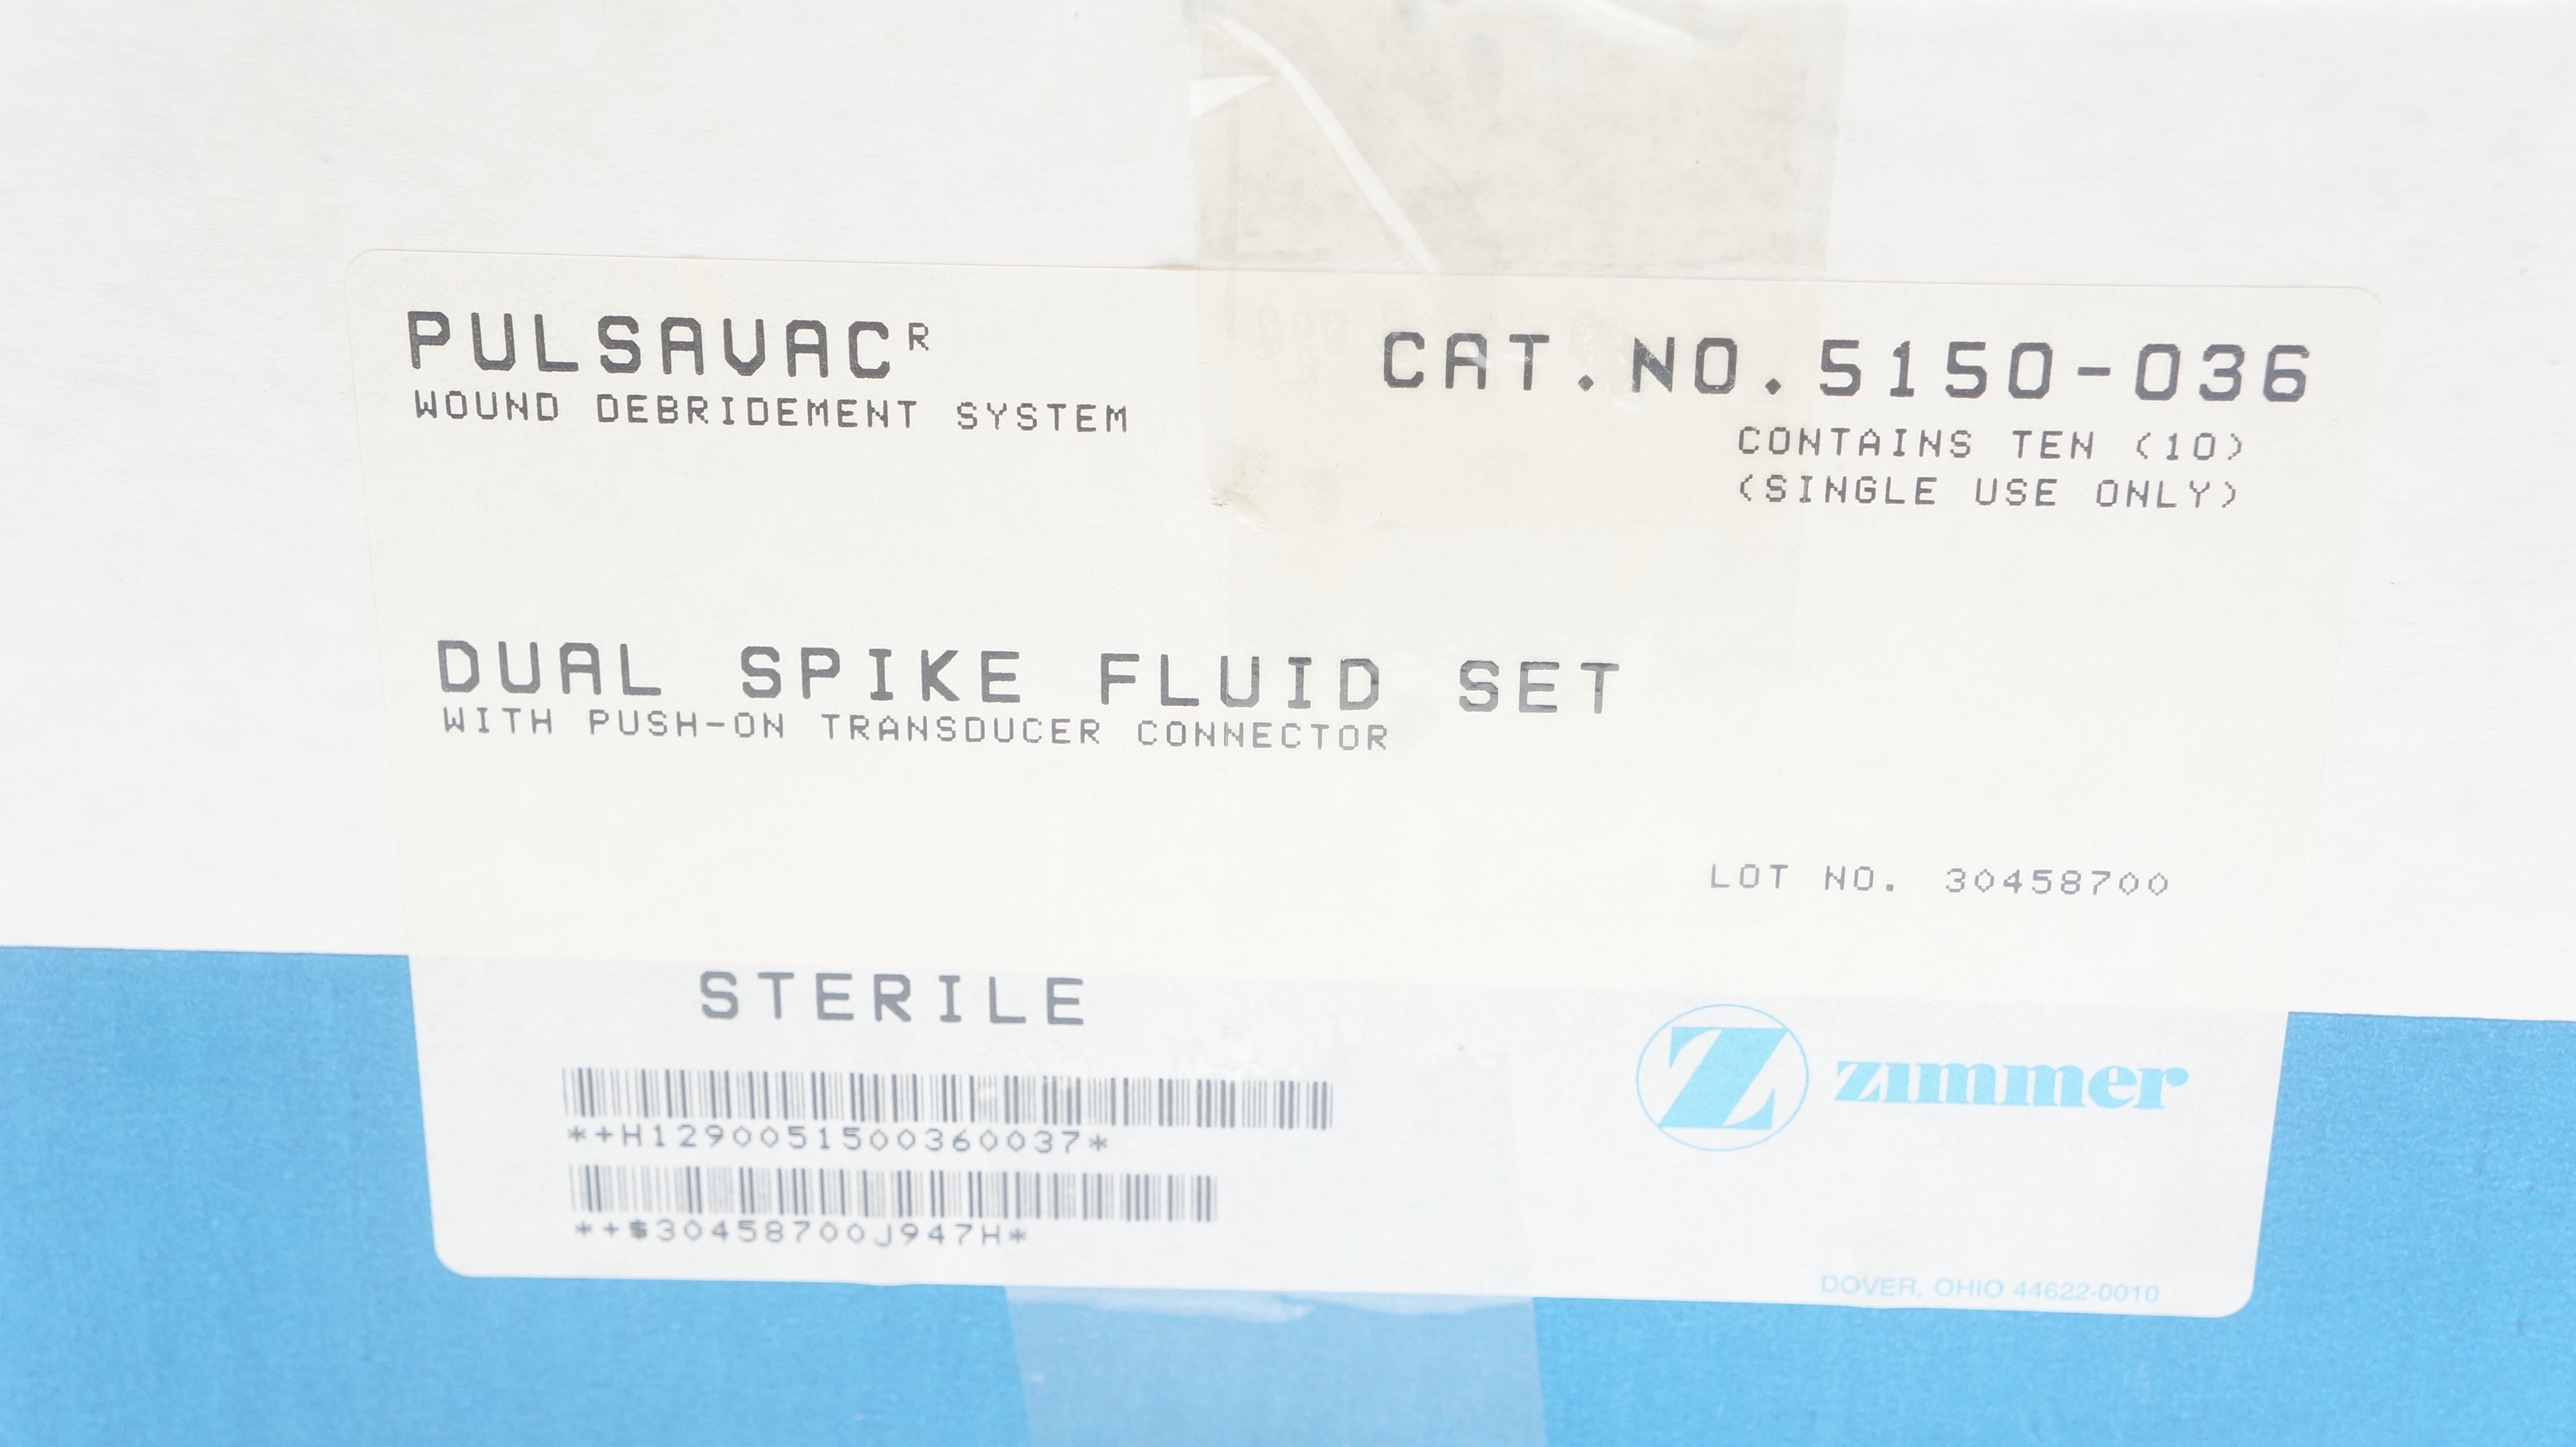 PULSAVAC R
WOUND DEBRIDEMENT SYSTEM
CAT.NO.5150-036
CONTAINS TEN (10)
(SINGLE USE ONLY)
DUAL SPIKE FLUID SET
WITH PUSH-ON TRANSDUCER CONNECTOR
LOT NO. 30458700
STERILE
*+H1290051500360037*
*+$30458700J947H*
Z zimmer
DOVER, OHIO 44622-0010